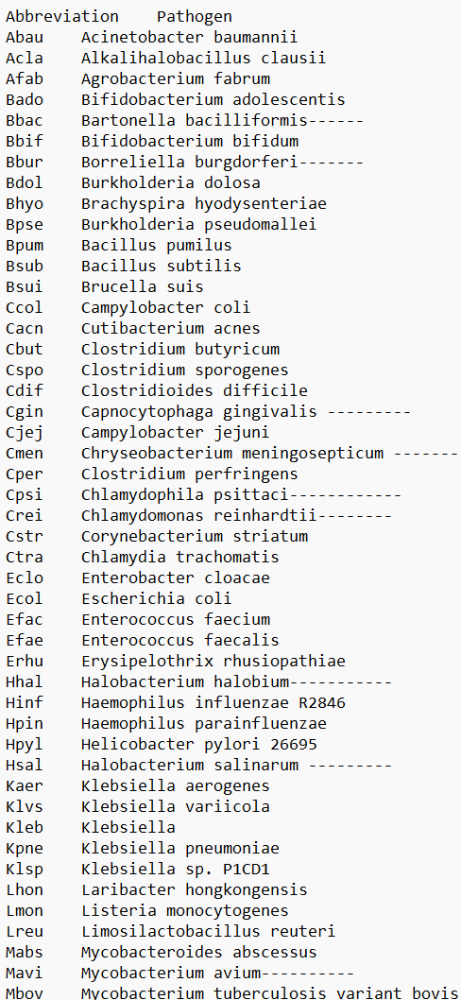 Abbreviation Pathogen
Abau Acinetobacter baumannii
Acla Alkalihalobacillus clausii
Afab Agrobacterium fabrum
Bado Bifidobacterium adolescentis
Bbac Bartonella bacilliformis------
Bbif Bifidobacterium bifidum
Bbur Borreliella burgdorferi-------
Bdol Burkholderia dolosa
Bhyo Brachyspira hyodysenteriae
Bpse Burkholderia pseudomallei
Bpum Bacillus pumilus
Bsub Bacillus subtilis
Bsui Brucella suis
Ccol Campylobacter coli
Cacn Cutibacterium acnes
Cbut Clostridium butyricum
Cspo Clostridium sporogenes
Cdif Clostridioides difficile
Cgin Capnocytophaga gingivalis ---------
Cjej Campylobacter jejuni
Cmen Chryseobacterium meningosepticum -------
Cper Clostridium perfringens
Cpsi Chlamydophila psittaci------------
Crei Chlamydomonas reinhardtii--------
Cstr Corynebacterium striatum
Ctra Chlamydia trachomatis
Eclo Enterobacter cloacae
Ecol Escherichia coli
Efac Enterococcus faecium
Efae Enterococcus faecalis
Erhu Erysipelothrix rhusiopathiae
Hhal Halobacterium halobium-----------
Hinf Haemophilus influenzae R2846
Hpin Haemophilus parainfluenzae
Hpyl Helicobacter pylori 26695
Hsal Halobacterium salinarum ---------
Kaer Klebsiella aerogenes
Klvs Klebsiella variicola
Kleb Klebsiella
Kpne Klebsiella pneumoniae
Klsp Klebsiella sp. P1CD1
Lhon Laribacter hongkongensis
Lmon Listeria monocytogenes
Lreu Limosilactobacillus reuteri
Mabs Mycobacteroides abscessus
Mavi Mycobacterium avium----------
Mbov Mycobacterium tuberculosis variant bovis